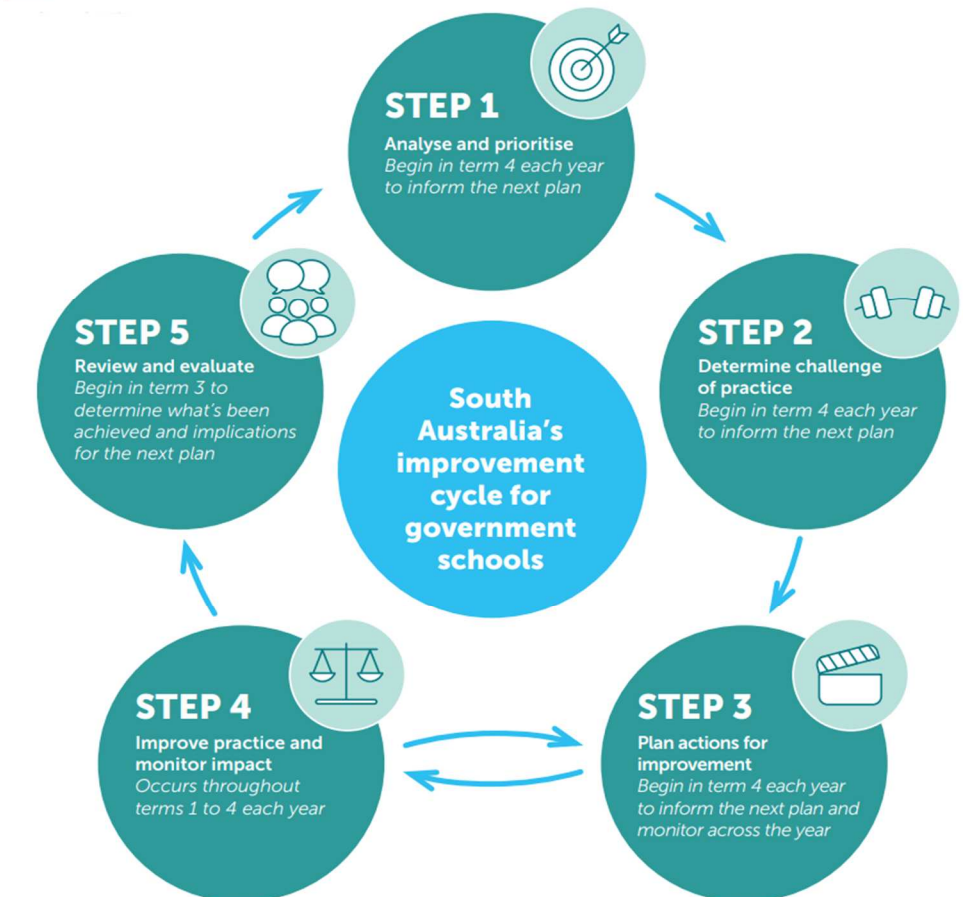 STEP 1
Analyse and prioritise
Begin in term 4 each year
to inform the next plan
STEP 2
Determine challenge
of practice
Begin in term 4 each year
to inform the next plan
STEP 3
Plan actions for
improvement
Begin in term 4 each year
to inform the next plan and
monitor across the year
STEP 4
Improve practice and
monitor impact
Occurs throughout
terms 1 to 4 each year
STEP 5
Review and evaluate
Begin in term 3 to
determine what's been
achieved and implications
for the next plan
South
Australia's
improvement
cycle for
government
schools